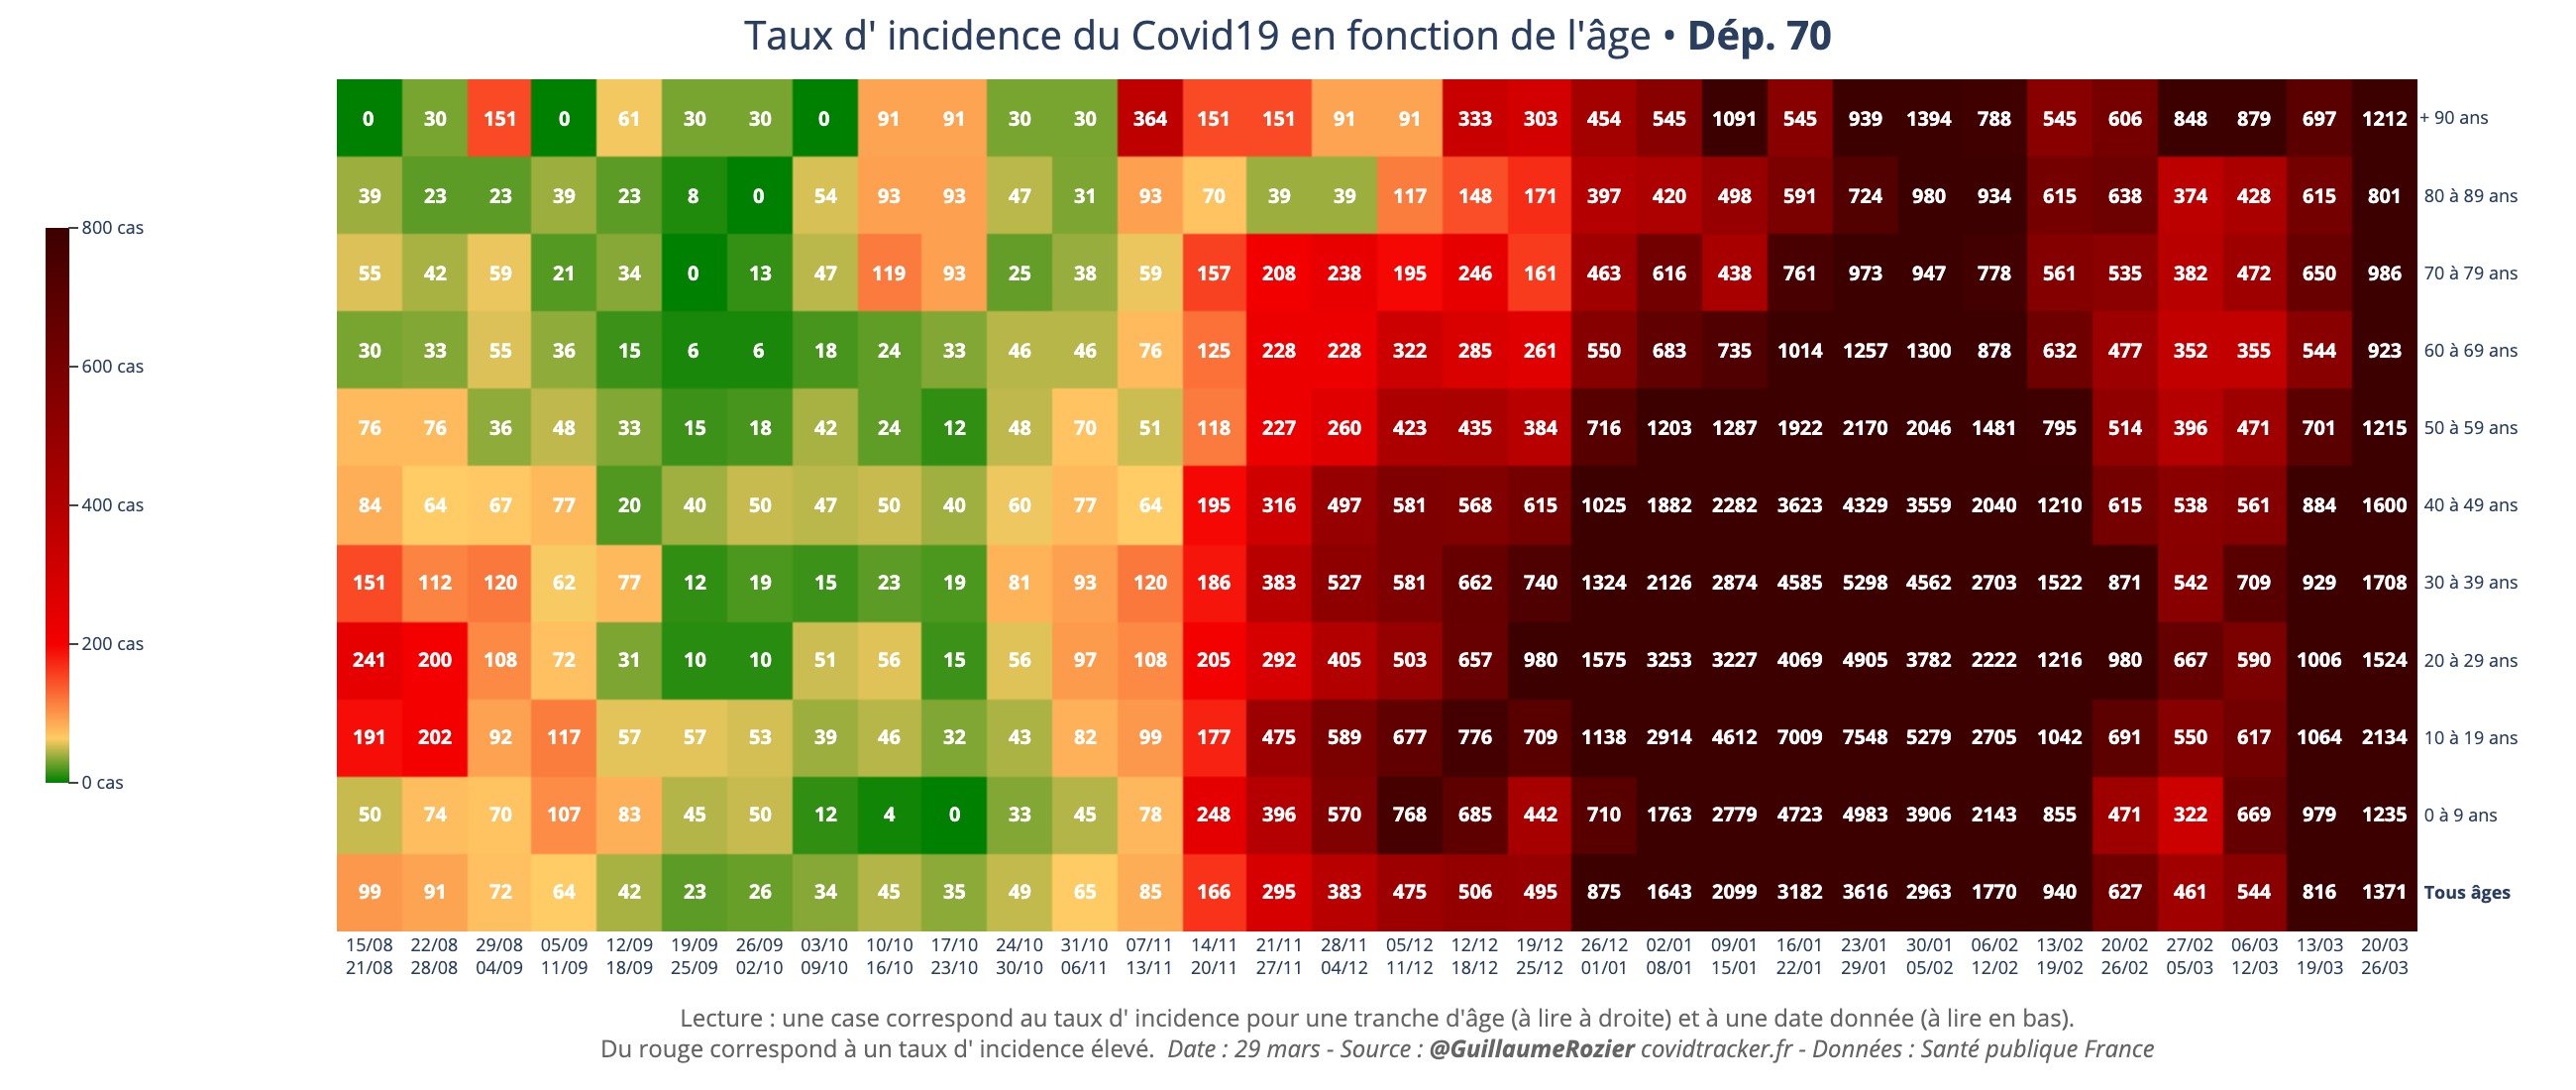 Taux d' incidence du Covid19 en fonction de l'âge • Dép. 70
0 30 151 0 61 30 30 0 91 91 30 30 364 151 151 91 91 333 303 454 545 1091 545 939 1394 788 545 606 848 879 697 1212 + 90 ans
39 23 23 39 23 8 0 54 93 93 47 31 93 70 39 39 117 148 171 397 420 498 591 724 980 934 615 638 374 428 615 801 80 à 89 ans
800 cas
55 42 59 21 34 0 13 47 119 93 25 38 59 157 208 238 195 246 161 463 616 438 761 973 947 778 561 535 382 472 650 986 70 à 79 ans
30 33 55 36 15 6 6 18 24 33 46 46 76 125 228 228 322 285 261 550 683 735 1014 1257 1300 878 632 477 352 355 544 923 60 à 69 ans
600 cas
76 76 36 48 33 15 18 42 24 12 48 70 51 118 227 260 423 435 384 716 1203 1287 1922 2170 2046 1481 795 514 396 471 701 1215 50 à 59 ans
84 64 67 77 20 40 50 47 50 40 60 77 64 195 316 497 581 568 615 1025 1882 2282 3623 4329 3559 2040 1210 615 538 561 884 1600 40 à 49 ans
400 cas
151 112 120 62 77 12 19 15 23 19 81 93 120 186 383 527 581 662 740 1324 2126 2874 4585 5298 4562 2703 1522 871 542 709 929 1708 30 à 39 ans
200 cas
241 200 108 72 31 10 10 51 56 15 56 97 108 205 292 405 503 657 980 1575 3253 3227 4069 4905 3782 2222 1216 980 667 590 1006 1524 20 à 29 ans
191 202 92 117 57 57 53 39 46 32 43 82 99 177 475 589 677 776 709 1138 2914 4612 7009 7548 5279 2705 1042 691 550 617 1064 2134 10 à 19 ans
0 cas
50 74 70 107 83 45 50 12 4 0 33 45 78 248 396 570 768 685 442 710 1763 2779 4723 4983 3906 2143 855 471 322 669 979 1235 0 à 9 ans
99 91 72 64 42 23 26 34 45 35 49 65 85 166 295 383 475 506 495 875 1643 2099 3182 3616 2963 1770 940 627 461 544 816 1371 Tous âges
15/08 22/08 29/08 05/09 12/09 19/09 26/09 03/10 10/10 17/10 24/10 31/10 07/11 14/11 21/11 28/11 05/12 12/12 19/12 26/12 02/01 09/01 16/01 23/01 30/01 06/02 13/02 20/02 27/02 06/03 13/03 20/03
21/08 28/08 04/09 11/09 18/09 25/09 02/10 09/10 16/10 23/10 30/10 06/11 13/11 20/11 27/11 04/12 11/12 18/12 25/12 01/01 08/01 15/01 22/01 29/01 05/02 12/02 19/02 26/02 05/03 12/03 19/03 26/03
Lecture : une case correspond au taux d' incidence pour une tranche d'âge (à lire à droite) et à une date donnée (à lire en bas).
Du rouge correspond à un taux d' incidence élevé. Date : 29 mars - Source : @GuillaumeRozier covidtracker.fr - Données : Santé publique France